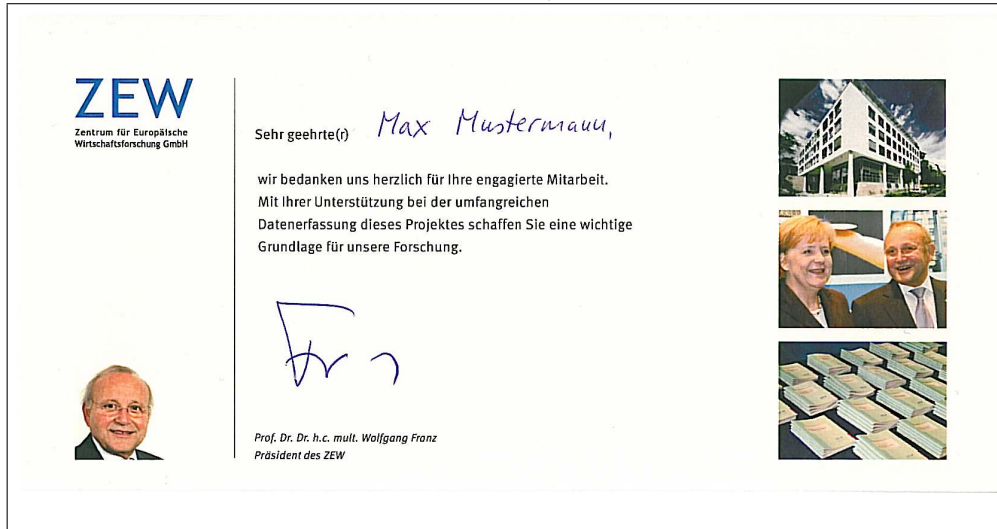 ZEW
Zentrum für Europäische
Wirtschaftsforschung GmbH
Sehr geehrte(r) Max Mustermann,
wir bedanken uns herzlich für Ihre engagierte Mitarbeit.
Mit Ihrer Unterstützung bei der umfangreichen
Datenerfassung dieses Projektes schaffen Sie eine wichtige
Grundlage für unsere Forschung.
Prof. Dr. Dr. h.c. mult. Wolfgang Franz
Präsident des ZEW